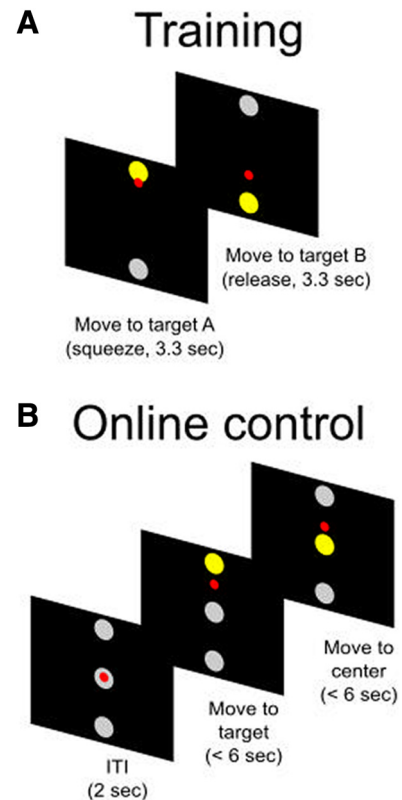 A
Training
Move to target B
(release, 3.3 sec)
Move to target A
(squeeze, 3.3 sec)
B
Online control
Move to
center
(< 6 sec)
Move to
target
(< 6 sec)
ITI
(2 sec)